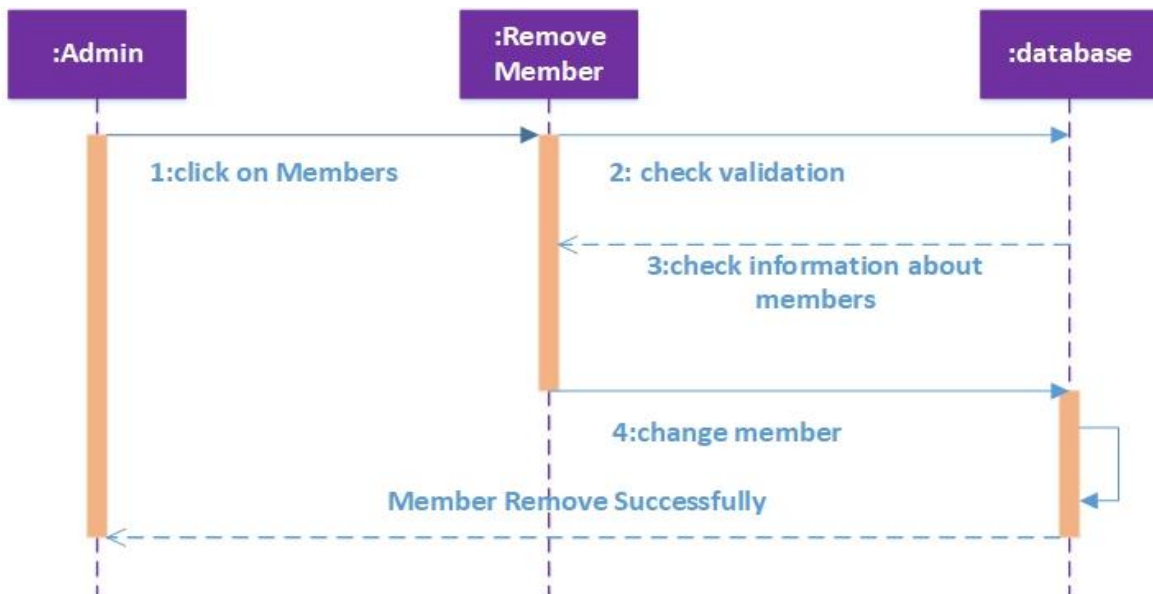 :Admin
:Remove
Member
:database
1:click on Members
2: check validation
3:check information about
members
4:change member
Member Remove Successfully